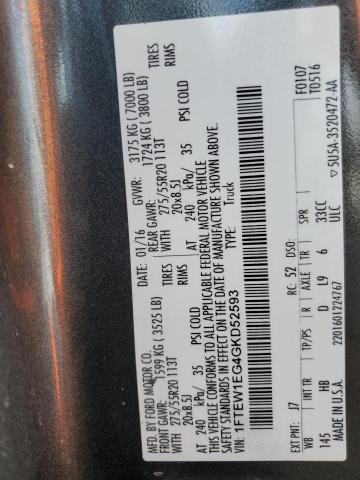 MFD. BY FORD MOTOR CO.
DATE: 01/16 GVWR: 3175 KG ( 7000 LB)
FRONT GAWR: 1599 KG ( 3525 LB) REAR GAWR: 1724 KG ( 3800 LB)
WITH 275/55R20 113T TIRES WITH 275/55R20 113T TIRES
20x8.5J RIMS 20x8.5J RIMS
AT 240 kPa/ 35 PSI COLD AT 240 kPa/ 35 PSI COLD
THIS VEHICLE CONFORMS TO ALL APPLICABLE FEDERAL MOTOR VEHICLE
SAFETY STANDARDS IN EFFECT ON THE DATE OF MANUFACTURE SHOWN ABOVE.
VIN: 1FTEW1EG4GKD52593
TYPE: Truck
F0107
T0516
EXT PNT: J7 RC: 52 DSO:
WB INT TR TP/PS R AXLE TR SPR
145 HB D L9 6 33CC
ULC
2201601224767 5U5A-3520472-AA